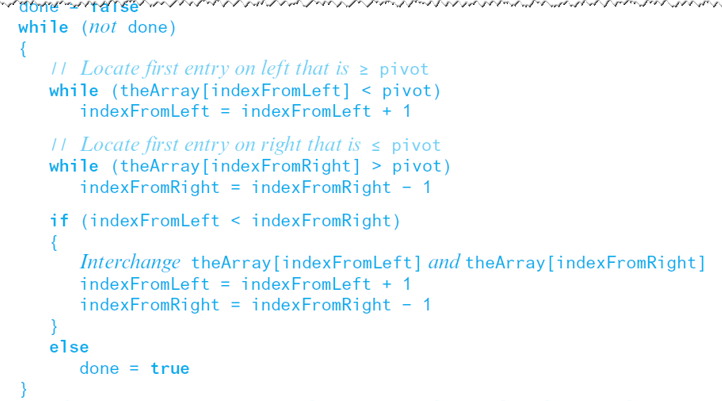 done = false
while (not done)
{
// Locate first entry on left that is ≥ pivot
while (theArray[indexFromLeft] < pivot)
indexFromLeft = indexFromLeft + 1
// Locate first entry on right that is ≤ pivot
while (theArray[indexFromRight] > pivot)
indexFromRight = indexFromRight − 1
if (indexFromLeft < indexFromRight)
{
Interchange theArray[indexFromLeft] and theArray[indexFromRight]
indexFromLeft = indexFromLeft + 1
indexFromRight = indexFromRight − 1
}
else
done = true
}